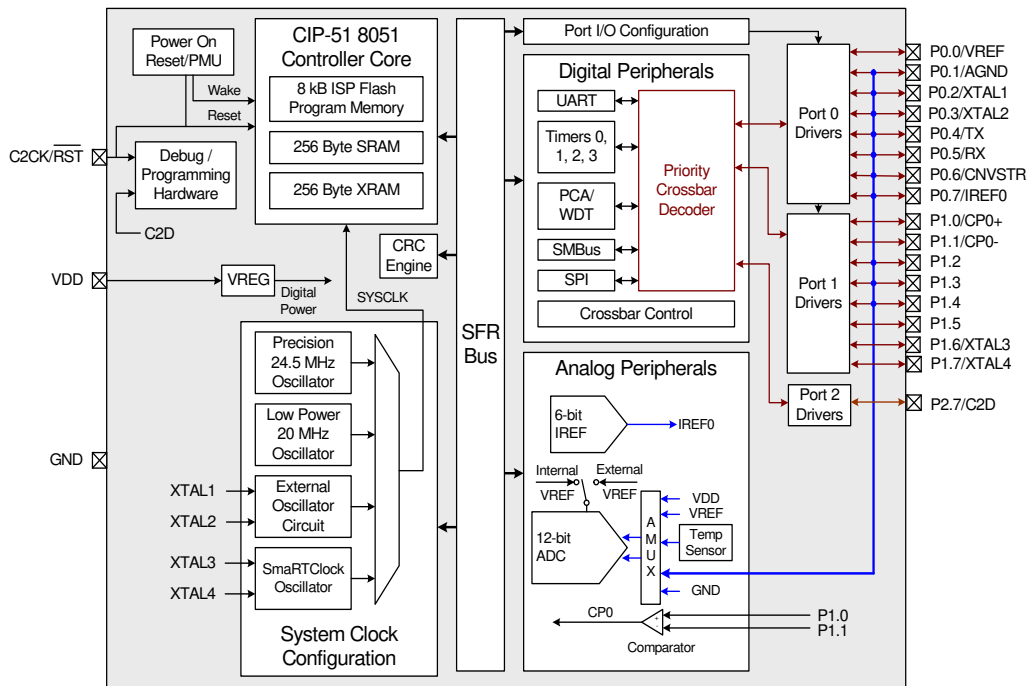 Power On
Reset/PMU
Wake
Reset
C2CK/RST
Debug /
Programming
Hardware
C2D
VDD
VREG
Digital
Power
GND
CIP-51 8051
Controller Core
8 kB ISP Flash
Program Memory
256 Byte SRAM
256 Byte XRAM
CRC
Engine
SYSCLK
Precision
24.5 MHz
Oscillator
Low Power
20 MHz
Oscillator
External
Oscillator
Circuit
SmaRTClock
Oscillator
XTAL1
XTAL2
XTAL3
XTAL4
System Clock
Configuration
SFR
Bus
Port I/O Configuration
Digital Peripherals
UART
Timers 0,
1, 2, 3
PCA/
WDT
SMBus
SPI
Priority
Crossbar
Decoder
Crossbar Control
Analog Peripherals
6-bit
IREF
IREF0
Internal
VREF
External
VREF
12-bit
ADC
A
M
U
X
VDD
VREF
Temp
Sensor
GND
CP0
+
-
Comparator
P1.0
P1.1
Port 0
Drivers
Port 1
Drivers
Port 2
Drivers
P0.0/VREF
P0.1/AGND
P0.2/XTAL1
P0.3/XTAL2
P0.4/TX
P0.5/RX
P0.6/CNVSTR
P0.7/IREF0
P1.0/CP0+
P1.1/CP0-
P1.2
P1.3
P1.4
P1.5
P1.6/XTAL3
P1.7/XTAL4
P2.7/C2D